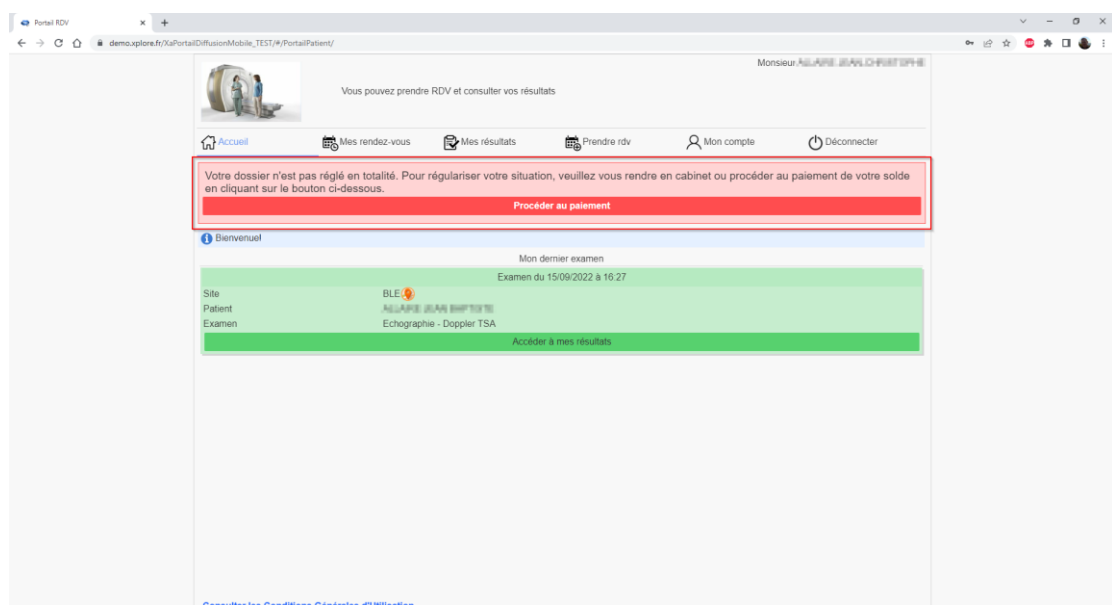 Portail RDV
demo.xplore.fr/XaPortailDiffusionMobile_TEST/#/PortailPatient/
Monsieur
Vous pouvez prendre RDV et consulter vos résultats
Accueil Mes rendez-vous Mes résultats Prendre rdv Mon compte Déconnecter
Votre dossier n'est pas réglé en totalité. Pour régulariser votre situation, veuillez vous rendre en cabinet ou procéder au paiement de votre solde
en cliquant sur le bouton ci-dessous.
Procéder au paiement
Bienvenue!
Mon dernier examen
Examen du 15/09/2022 à 16:27
Site BLE
Patient
Examen Echographie - Doppler TSA
Accéder à mes résultats
Consulter les Conditions Générales d'Utilisation